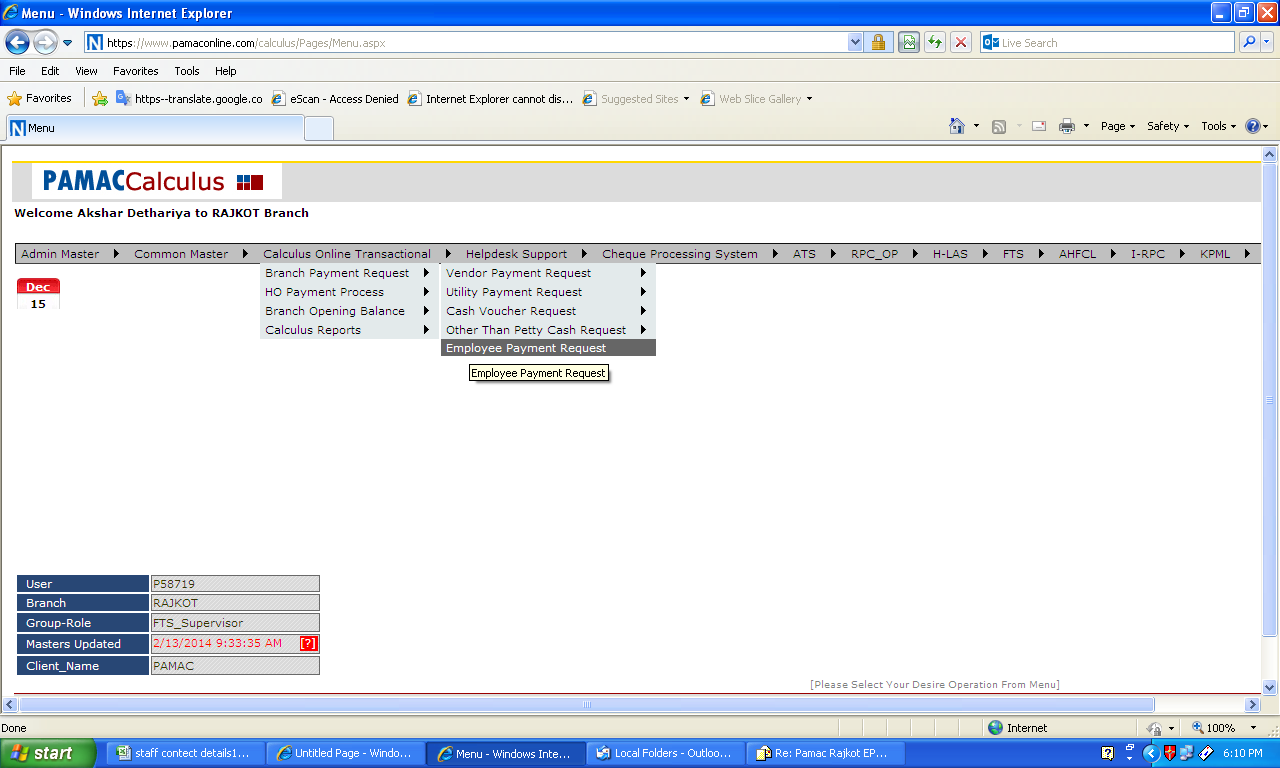 Menu - Windows Internet Explorer
https://www.pamaconline.com/calculus/Pages/Menu.aspx
Live Search
File Edit View Favorites Tools Help
Favorites https--translate.google.co eScan - Access Denied Internet Explorer cannot dis... Suggested Sites Web Slice Gallery
Menu
Page Safety Tools
PAMACCalculus
Welcome Akshar Dethariya to RAJKOT Branch
Admin Master Common Master Calculus Online Transactional Helpdesk Support Cheque Processing System ATS RPC_OP H-LAS FTS AHFCL I-RPC KPML
Branch Payment Request
HO Payment Process
Branch Opening Balance
Calculus Reports
Vendor Payment Request
Utility Payment Request
Cash Voucher Request
Other Than Petty Cash Request
Employee Payment Request
Employee Payment Request
Dec
15
User P58719
Branch RAJKOT
Group-Role FTS_Supervisor
Masters Updated 2/13/2014 9:33:35 AM [?]
Client_Name PAMAC
[Please Select Your Desire Operation From Menu]
Done Internet 100%
start staff contect details1... Untitled Page - Windo... Menu - Windows Inte... Local Folders - Outloo... Re: Pamac Rajkot EP... 6:10 PM